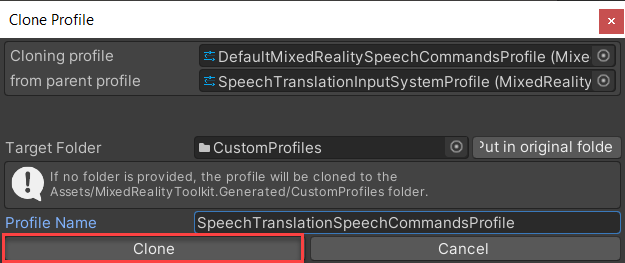 Clone Profile
Cloning profile DefaultMixedRealitySpeechCommandsProfile (Mixe
from parent profile SpeechTranslationInputSystemProfile (MixedReality
Target Folder CustomProfiles Put in original folde
If no folder is provided, the profile will be cloned to the
Assets/MixedRealityToolkit.Generated/CustomProfiles folder.
Profile Name SpeechTranslationSpeechCommandsProfile
Clone Cancel